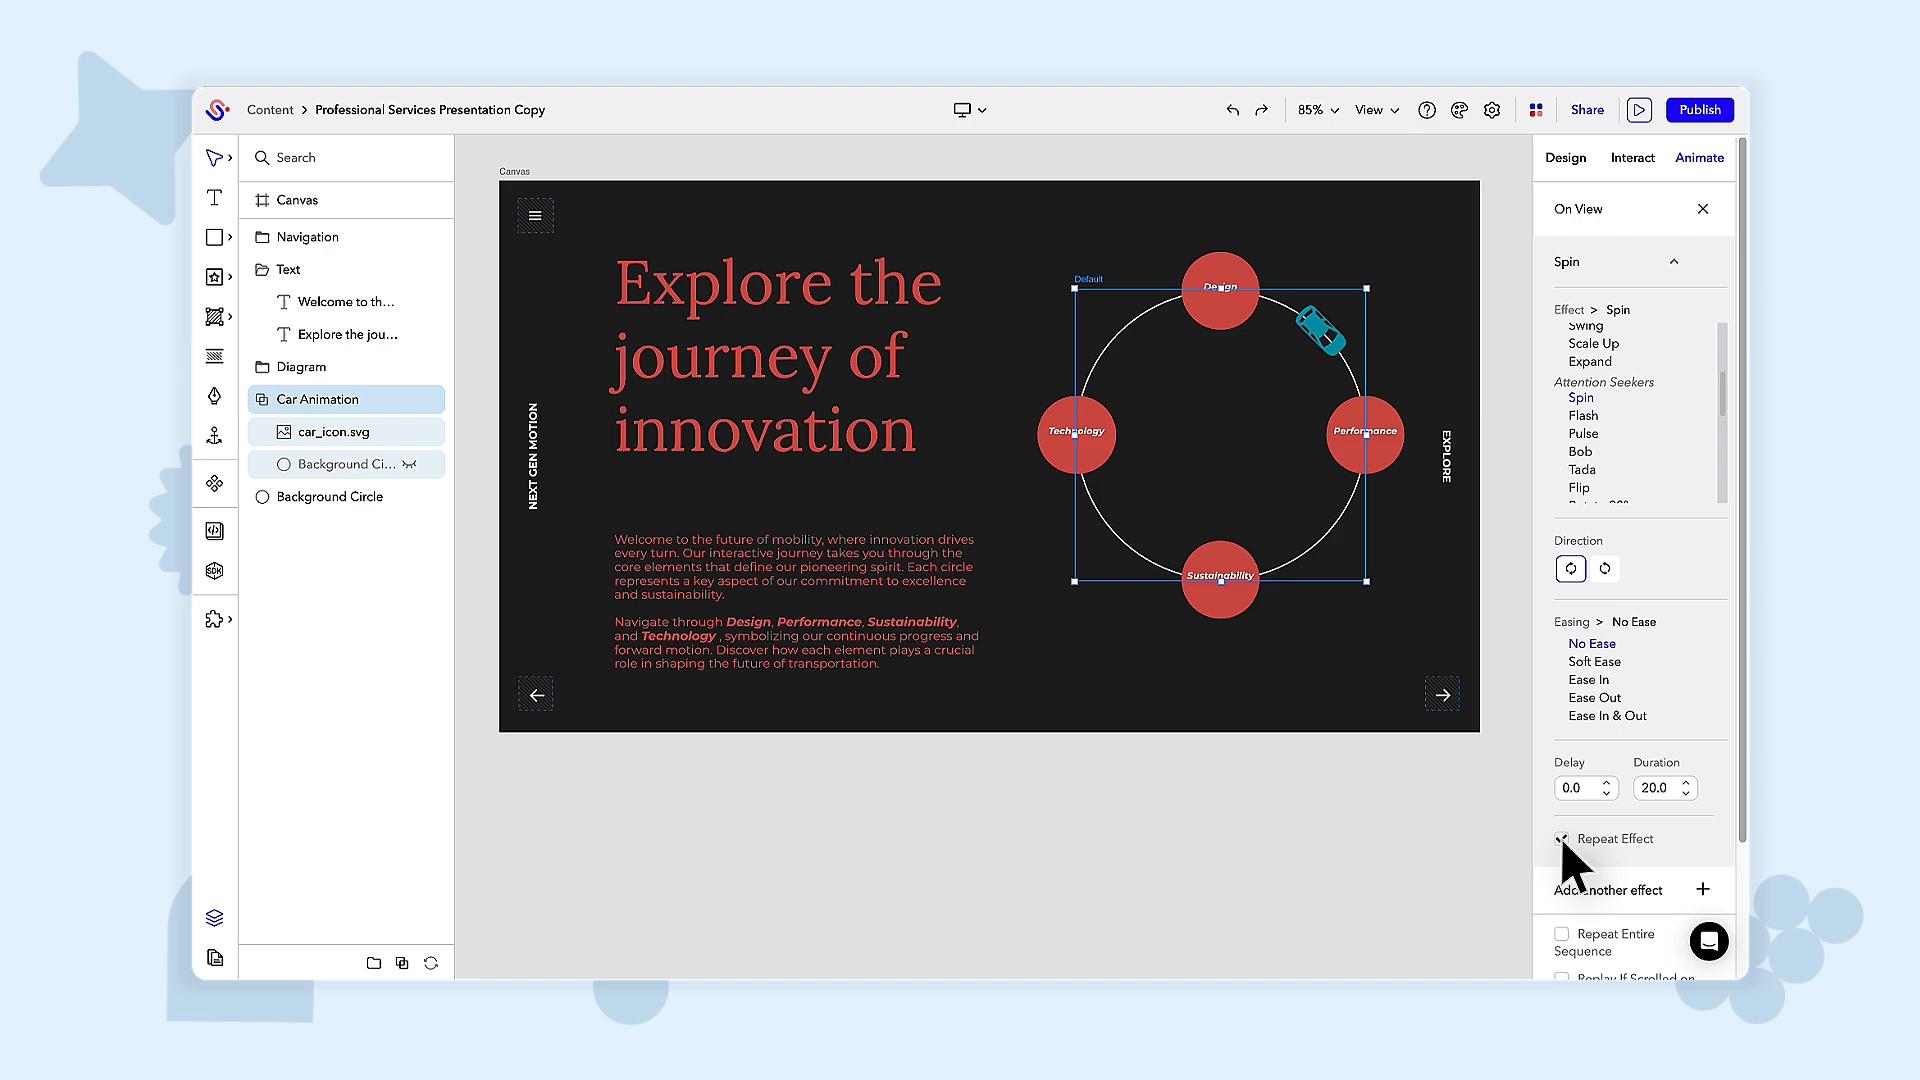 Content > Professional Services Presentation Copy
85%
View
Share
Publish
Search
Canvas
Navigation
Text
Welcome to th...
Explore the jou...
Diagram
Car Animation
car_icon.svg
Background Ci...
Background Circle
SDK
Canvas
Explore the
journey of
innovation
NEXT GEN MOTION
Welcome to the future of mobility, where innovation drives
every turn. Our interactive journey takes you through the
core elements that define our pioneering spirit. Each circle
represents a key aspect of our commitment to excellence
and sustainability.
Navigate through Design, Performance, Sustainability,
and Technology , symbolizing our continuous progress and
forward motion. Discover how each element plays a crucial
role in shaping the future of transportation.
Default
Design
Technology
Performance
Sustainability
EXPLORE
Design
Interact
Animate
On View
Spin
Effect > Spin
Swing
Scale Up
Expand
Attention Seekers
Spin
Flash
Pulse
Bob
Tada
Flip
Direction
Easing > No Ease
No Ease
Soft Ease
Ease In
Ease Out
Ease In & Out
Delay
Duration
0.0
20.0
Repeat Effect
Add another effect
Repeat Entire
Sequence
Replay If Scrolled on